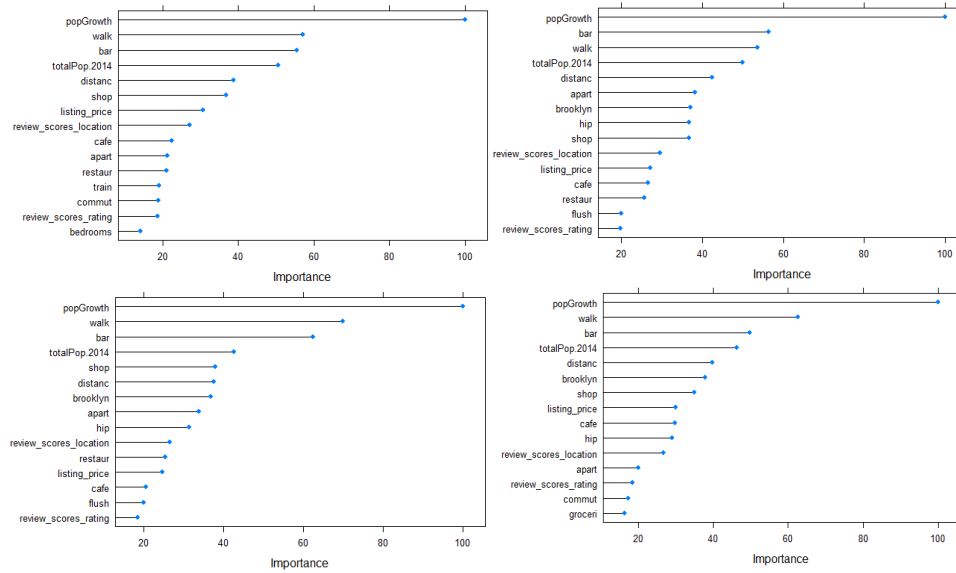 popGrowth
walk
bar
totalPop.2014
distanc
shop
listing_price
review_scores_location
cafe
apart
restaur
train
commut
review_scores_rating
bedrooms
20 40 60 80 100
Importance
popGrowth
bar
walk
totalPop.2014
distanc
apart
brooklyn
hip
shop
review_scores_location
listing_price
cafe
restaur
flush
review_scores_rating
20 40 60 80 100
Importance
popGrowth
walk
bar
totalPop.2014
shop
distanc
brooklyn
apart
hip
review_scores_location
restaur
listing_price
cafe
flush
review_scores_rating
20 40 60 80 100
Importance
popGrowth
walk
bar
totalPop.2014
distanc
brooklyn
shop
listing_price
cafe
hip
review_scores_location
apart
review_scores_rating
commut
groceri
20 40 60 80 100
Importance